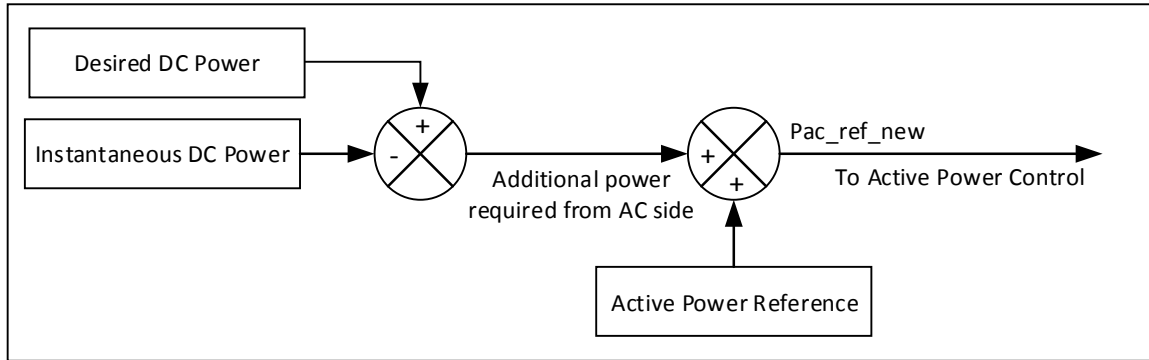 Desired DC Power
Instantaneous DC Power
+
-
Additional power
required from AC side
+
+
Pac_ref_new
To Active Power Control
Active Power Reference